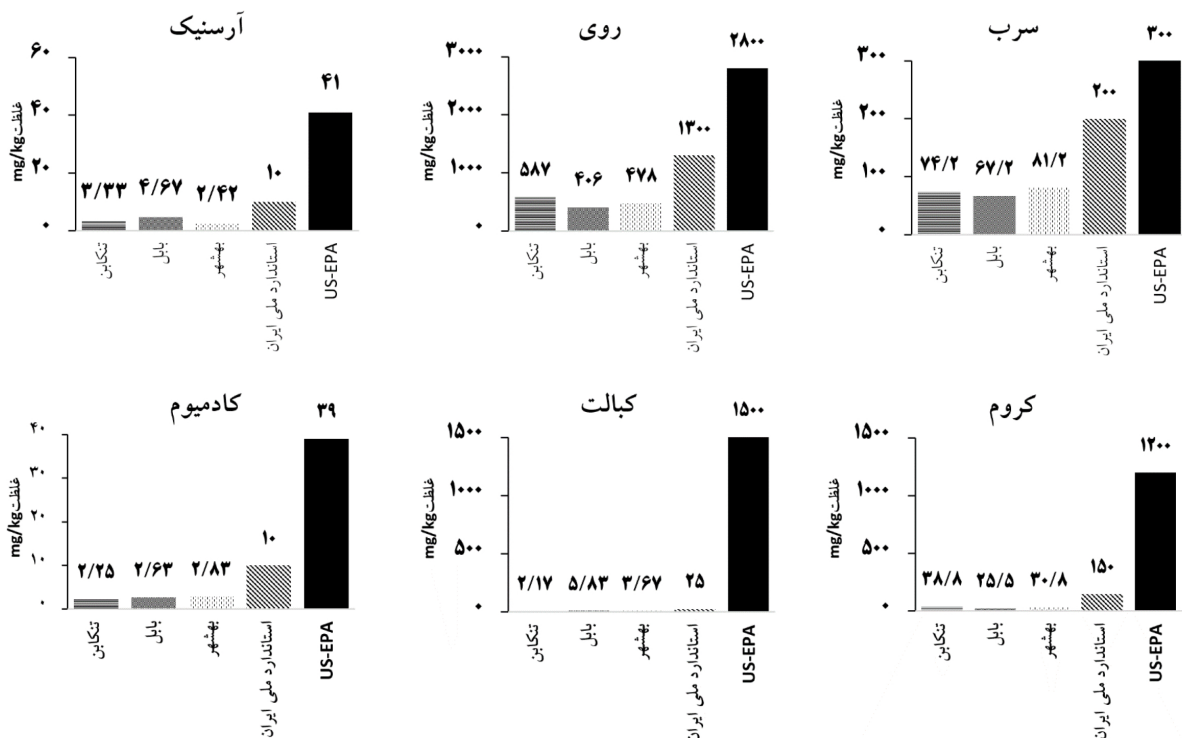 آرسنیک
غلظت mg/kg
۶۰
۴۰
۲۰
۰
۳/۳۳
۴/۶۷
۲/۴۲
۱۰
۴۱
تنکابن
بابل
بهشهر
استاندارد ملی ایران
US-EPA
روی
غلظت mg/kg
۳۰۰۰
۲۰۰۰
۱۰۰۰
۰
۵۸۷
۴۰۶
۴۷۸
۱۳۰۰
۲۸۰۰
تنکابن
بابل
بهشهر
استاندارد ملی ایران
US-EPA
سرب
غلظت mg/kg
۳۰۰
۲۰۰
۱۰۰
۰
۷۴/۲
۶۷/۲
۸۱/۲
۲۰۰
۳۰۰
تنکابن
بابل
بهشهر
استاندارد ملی ایران
US-EPA
کادمیوم
غلظت mg/kg
۴۰
۳۰
۲۰
۱۰
۰
۲/۲۵
۲/۶۳
۲/۸۳
۱۰
۳۹
تنکابن
بابل
بهشهر
استاندارد ملی ایران
US-EPA
کبالت
غلظت mg/kg
۱۵۰۰
۱۰۰۰
۵۰۰
۰
۲/۱۷
۵/۸۳
۳/۶۷
۲۵
۱۵۰۰
تنکابن
بابل
بهشهر
استاندارد ملی ایران
US-EPA
کروم
غلظت mg/kg
۱۵۰۰
۱۰۰۰
۵۰۰
۰
۳۸/۸
۲۵/۵
۳۰/۸
۱۵۰
۱۲۰۰
تنکابن
بابل
بهشهر
استاندارد ملی ایران
US-EPA